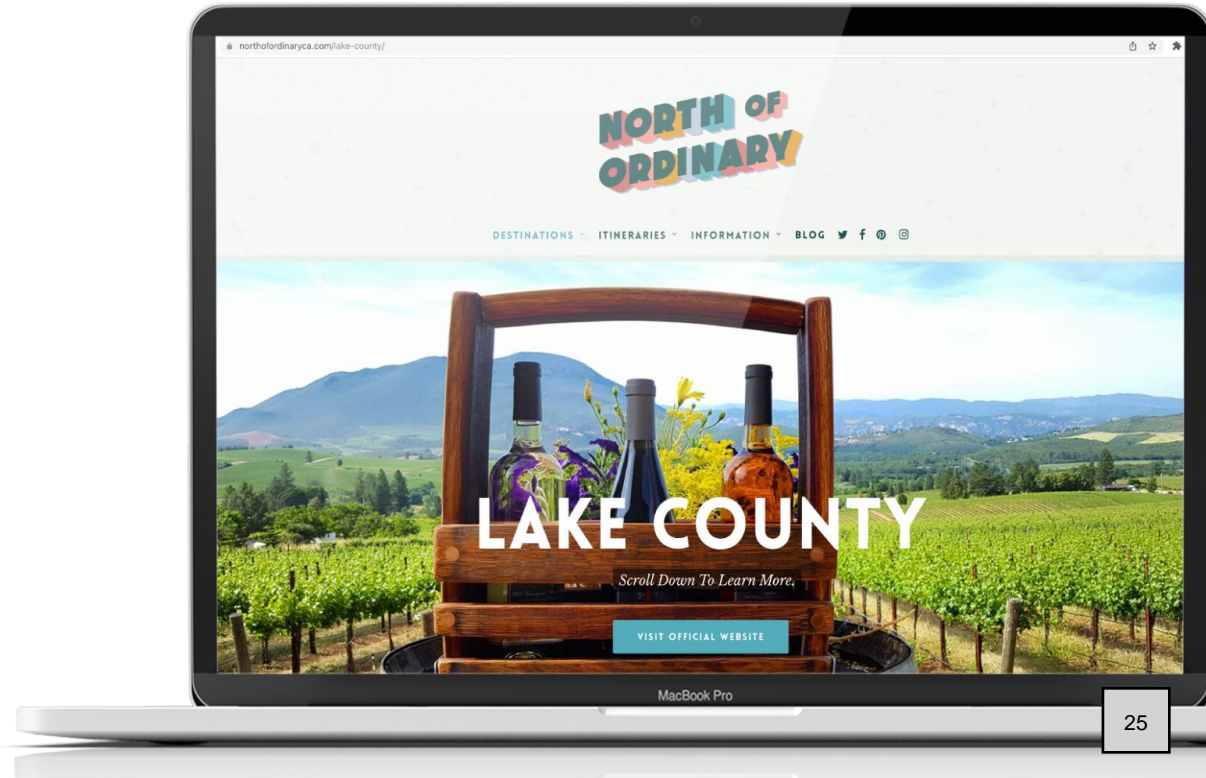 northofordinaryca.com/lake-county/
NORTH OF
ORDINARY
DESTINATIONS ITINERARIES INFORMATION BLOG
LAKE COUNTY
Scroll Down To Learn More.
VISIT OFFICIAL WEBSITE
MacBook Pro
25